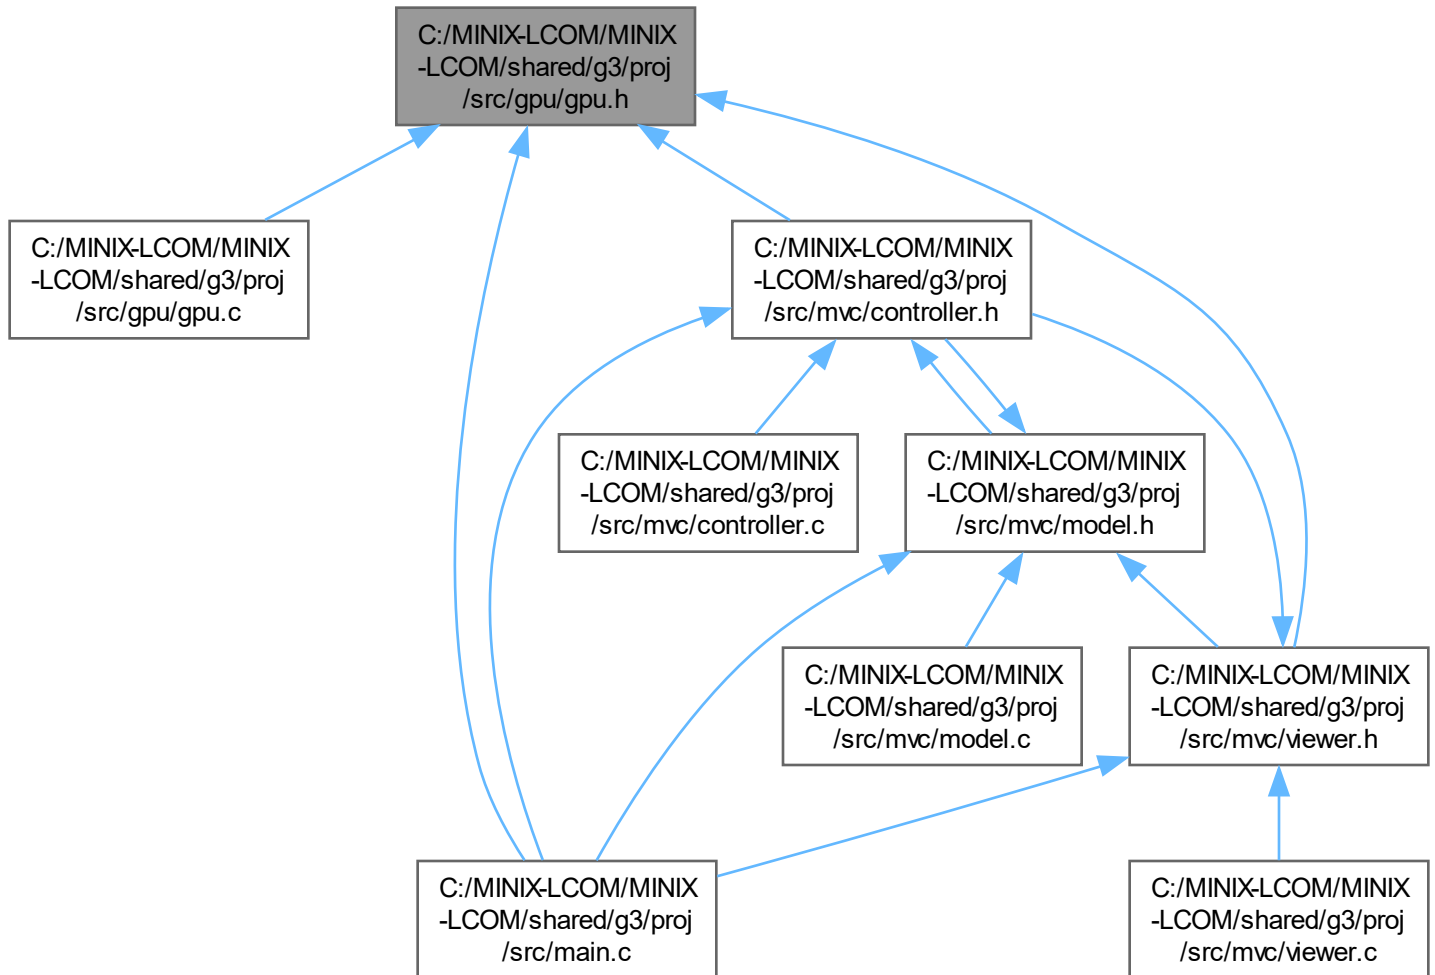 C:/MINIX-LCOM/MINIX
-LCOM/shared/g3/proj
/src/gpu/gpu.h
C:/MINIX-LCOM/MINIX
-LCOM/shared/g3/proj
/src/gpu/gpu.c
C:/MINIX-LCOM/MINIX
-LCOM/shared/g3/proj
/src/mvc/controller.h
C:/MINIX-LCOM/MINIX
-LCOM/shared/g3/proj
/src/mvc/controller.c
C:/MINIX-LCOM/MINIX
-LCOM/shared/g3/proj
/src/mvc/model.h
C:/MINIX-LCOM/MINIX
-LCOM/shared/g3/proj
/src/mvc/model.c
C:/MINIX-LCOM/MINIX
-LCOM/shared/g3/proj
/src/mvc/viewer.h
C:/MINIX-LCOM/MINIX
-LCOM/shared/g3/proj
/src/main.c
C:/MINIX-LCOM/MINIX
-LCOM/shared/g3/proj
/src/mvc/viewer.c